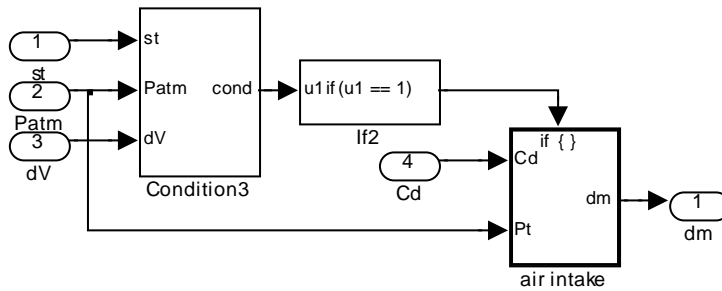 1
st
2
Patm
3
dV
st
Patm
dV
cond
Condition3
u1 if(u1 == 1)
If2
4
Cd
if { }
Cd
Pt
dm
air intake
1
dm